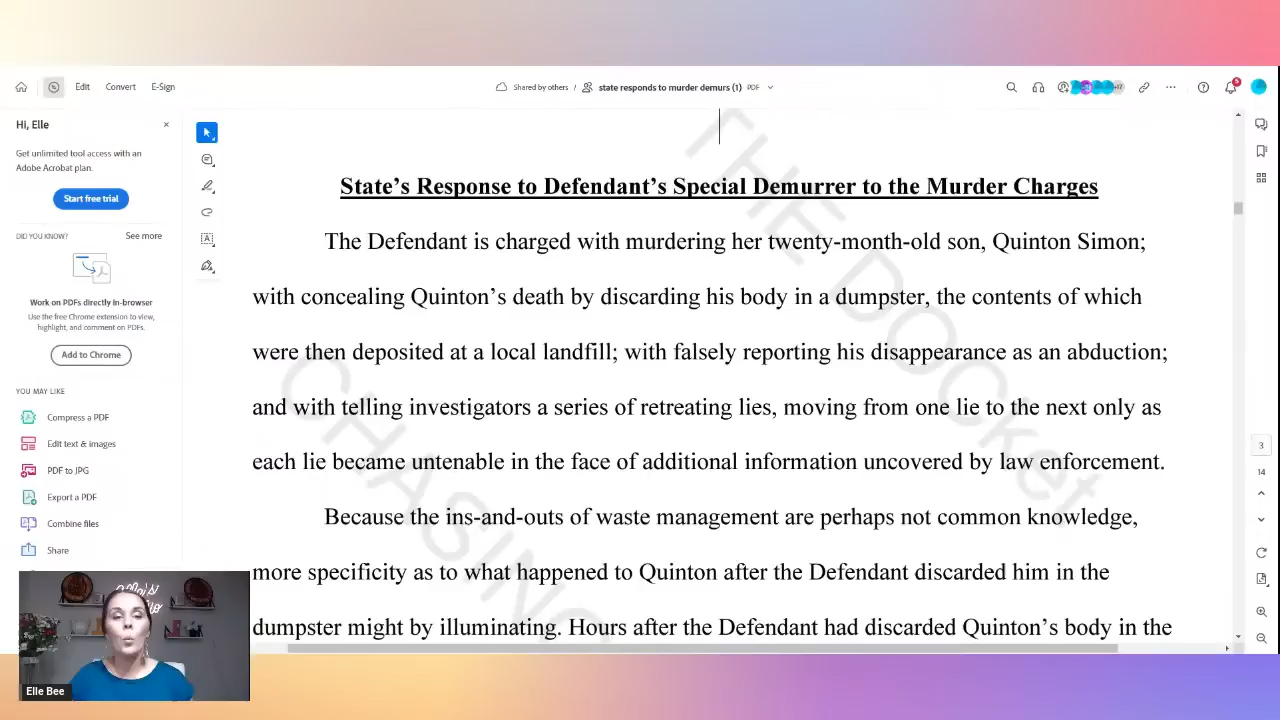 Edit Convert E-Sign
Shared by others / state responds to murder demurs (1) PDF
5
Hi, Elle
Get unlimited tool access with an
Adobe Acrobat plan.
Start free trial
DID YOU KNOW? See more
Work on PDFs directly in-browser
Use the free Chrome extension to view,
highlight, and comment on PDFs.
Add to Chrome
YOU MAY LIKE
Compress a PDF
Edit text & images
PDF to JPG
Export a PDF
Combine files
Share
State's Response to Defendant's Special Demurrer to the Murder Charges
The Defendant is charged with murdering her twenty-month-old son, Quinton Simon;
with concealing Quinton's death by discarding his body in a dumpster, the contents of which
were then deposited at a local landfill; with falsely reporting his disappearance as an abduction;
and with telling investigators a series of retreating lies, moving from one lie to the next only as
each lie became untenable in the face of additional information uncovered by law enforcement.
Because the ins-and-outs of waste management are perhaps not common knowledge,
more specificity as to what happened to Quinton after the Defendant discarded him in the
dumpster might by illuminating. Hours after the Defendant had discarded Quinton's body in the
CHASING
THE DOCket
3
14
Elle Bee